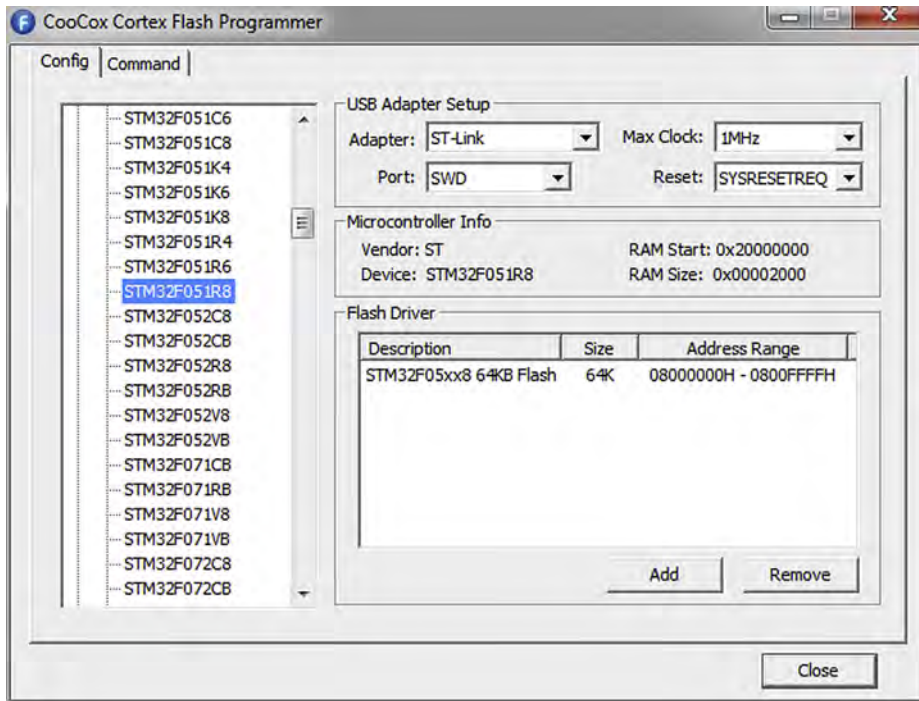 CooCox Cortex Flash Programmer
Config
Command
STM32F051C6
STM32F051C8
STM32F051K4
STM32F051K6
STM32F051K8
STM32F051R4
STM32F051R6
STM32F051R8
STM32F052C8
STM32F052CB
STM32F052R8
STM32F052RB
STM32F052V8
STM32F052VB
STM32F071CB
STM32F071RB
STM32F071V8
STM32F071VB
STM32F072C8
STM32F072CB
USB Adapter Setup
Adapter: ST-Link Max Clock: 1MHz
Port: SWD Reset: SYSRESETREQ
Microcontroller Info
Vendor: ST RAM Start: 0x20000000
Device: STM32F051R8 RAM Size: 0x00002000
Flash Driver
Description Size Address Range
STM32F05xx8 64KB Flash 64K 08000000H - 0800FFFFH
Add Remove
Close